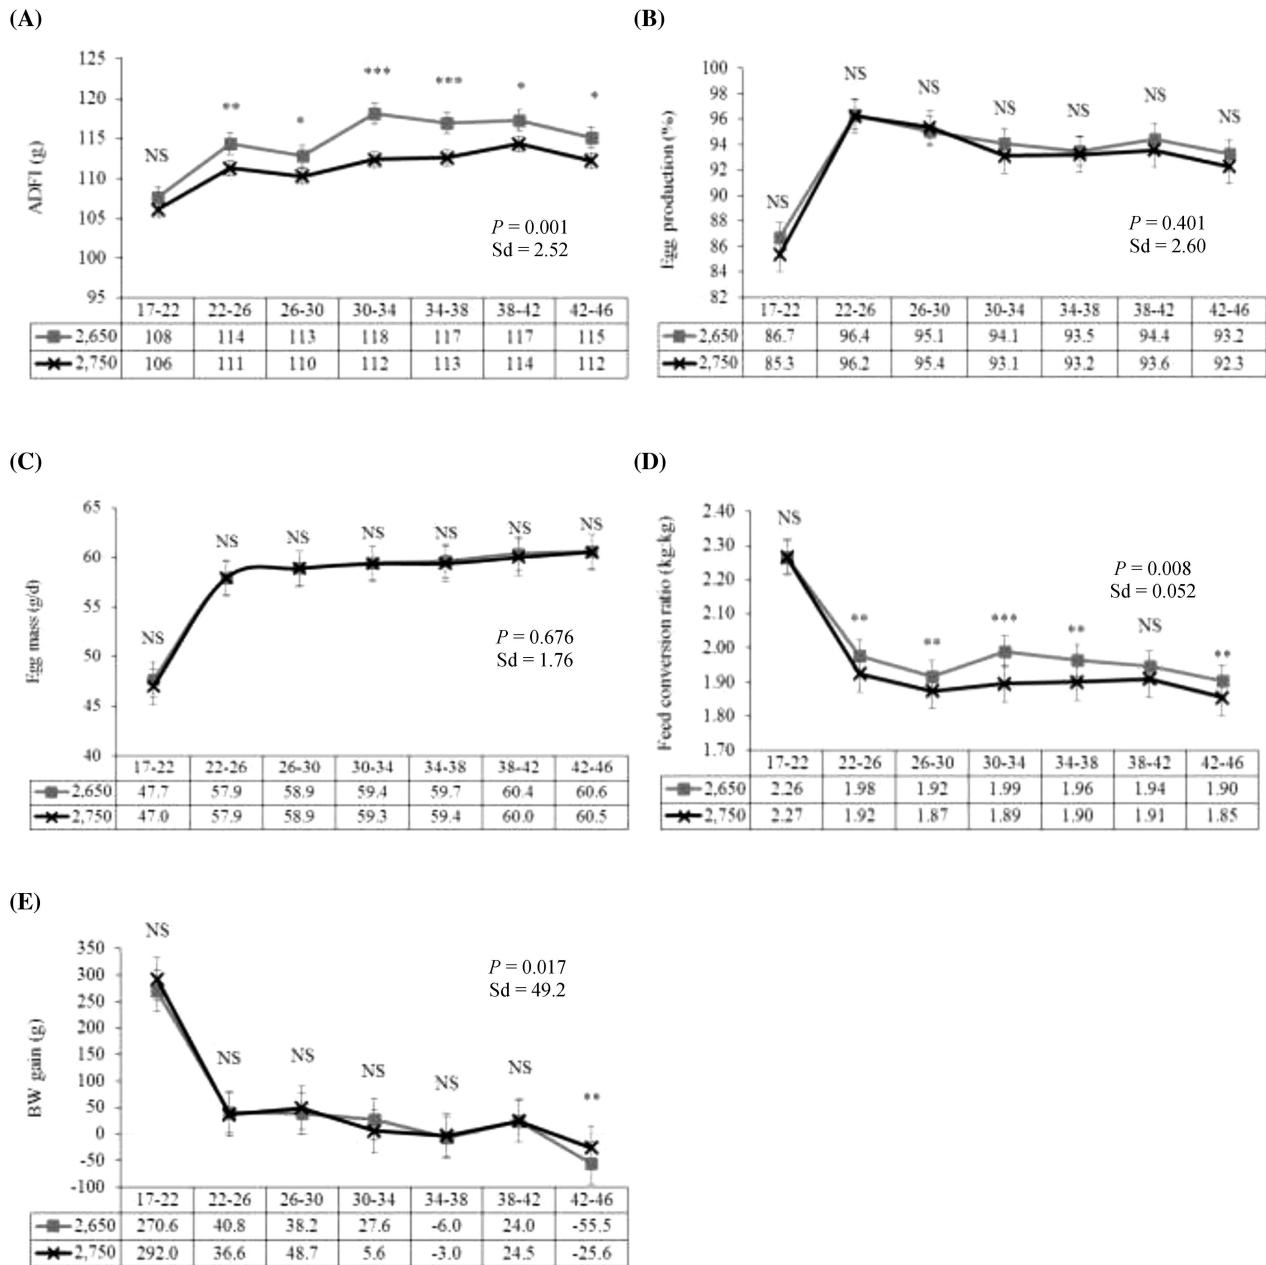 (A)
125
120
115
110
105
100
95
ADFI (g)
NS
**
*
***
***
*
*
P = 0.001
Sd = 2.52
17-22 22-26 26-30 30-34 34-38 38-42 42-46
2,650 108 114 113 118 117 117 115
2,750 106 111 110 112 113 114 112
(B)
100
98
96
94
92
90
88
86
84
82
Egg production (%)
NS
NS
NS
NS
NS
NS
NS
P = 0.401
Sd = 2.60
17-22 22-26 26-30 30-34 34-38 38-42 42-46
2,650 86.7 96.4 95.1 94.1 93.5 94.4 93.2
2,750 85.3 96.2 95.4 93.1 93.2 93.6 92.3
(C)
65
60
55
50
45
40
Egg mass (g/d)
NS
NS
NS
NS
NS
NS
NS
P = 0.676
Sd = 1.76
17-22 22-26 26-30 30-34 34-38 38-42 42-46
2,650 47.7 57.9 58.9 59.4 59.7 60.4 60.6
2,750 47.0 57.9 58.9 59.3 59.4 60.0 60.5
(D)
2.40
2.30
2.20
2.10
2.00
1.90
1.80
1.70
Feed conversion ratio (kg:kg)
NS
**
**
***
**
NS
**
P = 0.008
Sd = 0.052
17-22 22-26 26-30 30-34 34-38 38-42 42-46
2,650 2.26 1.98 1.92 1.99 1.96 1.94 1.90
2,750 2.27 1.92 1.87 1.89 1.90 1.91 1.85
(E)
350
300
250
200
150
100
50
0
-50
-100
BW gain (g)
NS
NS
NS
NS
NS
NS
**
P = 0.017
Sd = 49.2
17-22 22-26 26-30 30-34 34-38 38-42 42-46
2,650 270.6 40.8 38.2 27.6 -6.0 24.0 -55.5
2,750 292.0 36.6 48.7 5.6 -3.0 24.5 -25.6